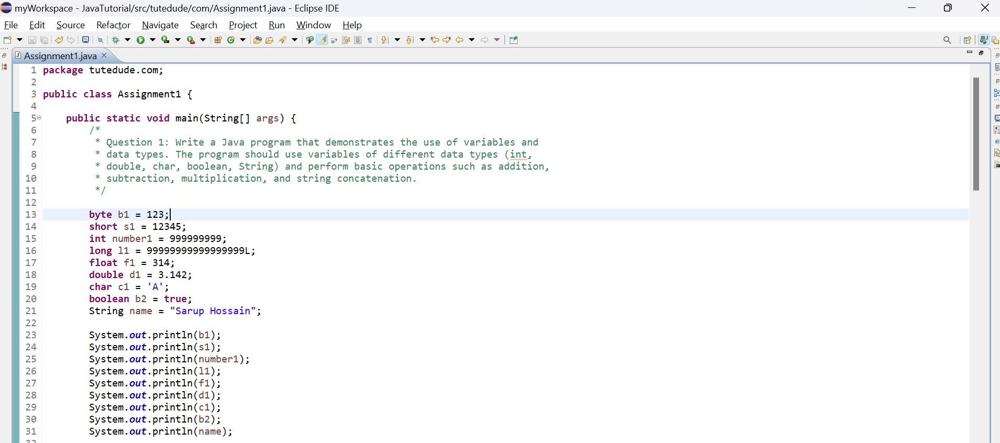 myWorkspace - JavaTutorial/src/tutedude/com/Assignment1.java - Eclipse IDE
File Edit Source Refactor Navigate Search Project Run Window Help
Assignment1.java
1 package tutedude.com;
2
3 public class Assignment1 {
4
5 public static void main(String[] args) {
6 /*
7 * Question 1: Write a Java program that demonstrates the use of variables and
8 * data types. The program should use variables of different data types (int,
9 * double, char, boolean, String) and perform basic operations such as addition,
10 * subtraction, multiplication, and string concatenation.
11 */
12
13 byte b1 = 123;
14 short s1 = 12345;
15 int number1 = 999999999;
16 long l1 = 99999999999999999L;
17 float f1 = 314;
18 double d1 = 3.142;
19 char c1 = 'A';
20 boolean b2 = true;
21 String name = "Sarup Hossain";
22
23 System.out.println(b1);
24 System.out.println(s1);
25 System.out.println(number1);
26 System.out.println(l1);
27 System.out.println(f1);
28 System.out.println(d1);
29 System.out.println(c1);
30 System.out.println(b2);
31 System.out.println(name);
32